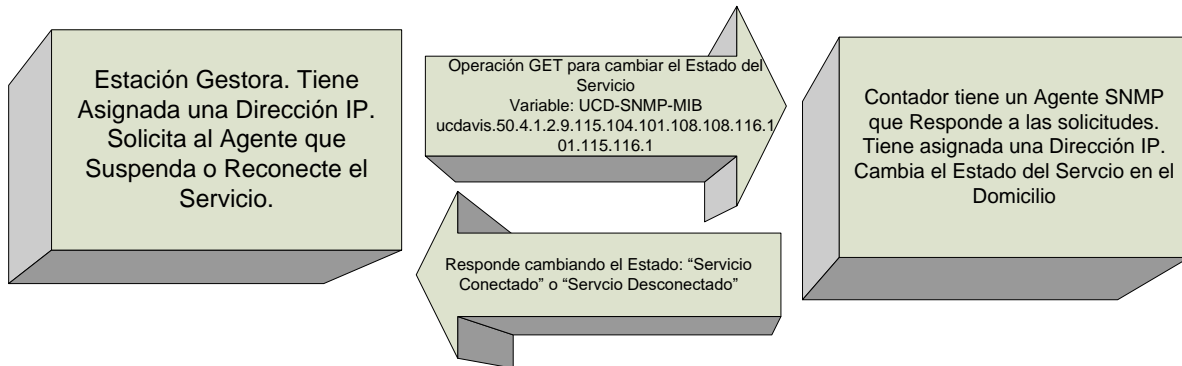 Estación Gestora. Tiene
Asignada una Dirección IP.
Solicita al Agente que
Suspenda o Reconecte el
Servicio.
Operación GET para cambiar el Estado del
Servicio
Variable: UCD-SNMP-MIB
ucdavis.50.4.1.2.9.115.104.101.108.108.116.1
01.115.116.1
Responde cambiando el Estado: “Servicio
Conectado” o “Servcio Desconectado”
Contador tiene un Agente SNMP
que Responde a las solicitudes.
Tiene asignada una Dirección IP.
Cambia el Estado del Servcio en el
Domicilio